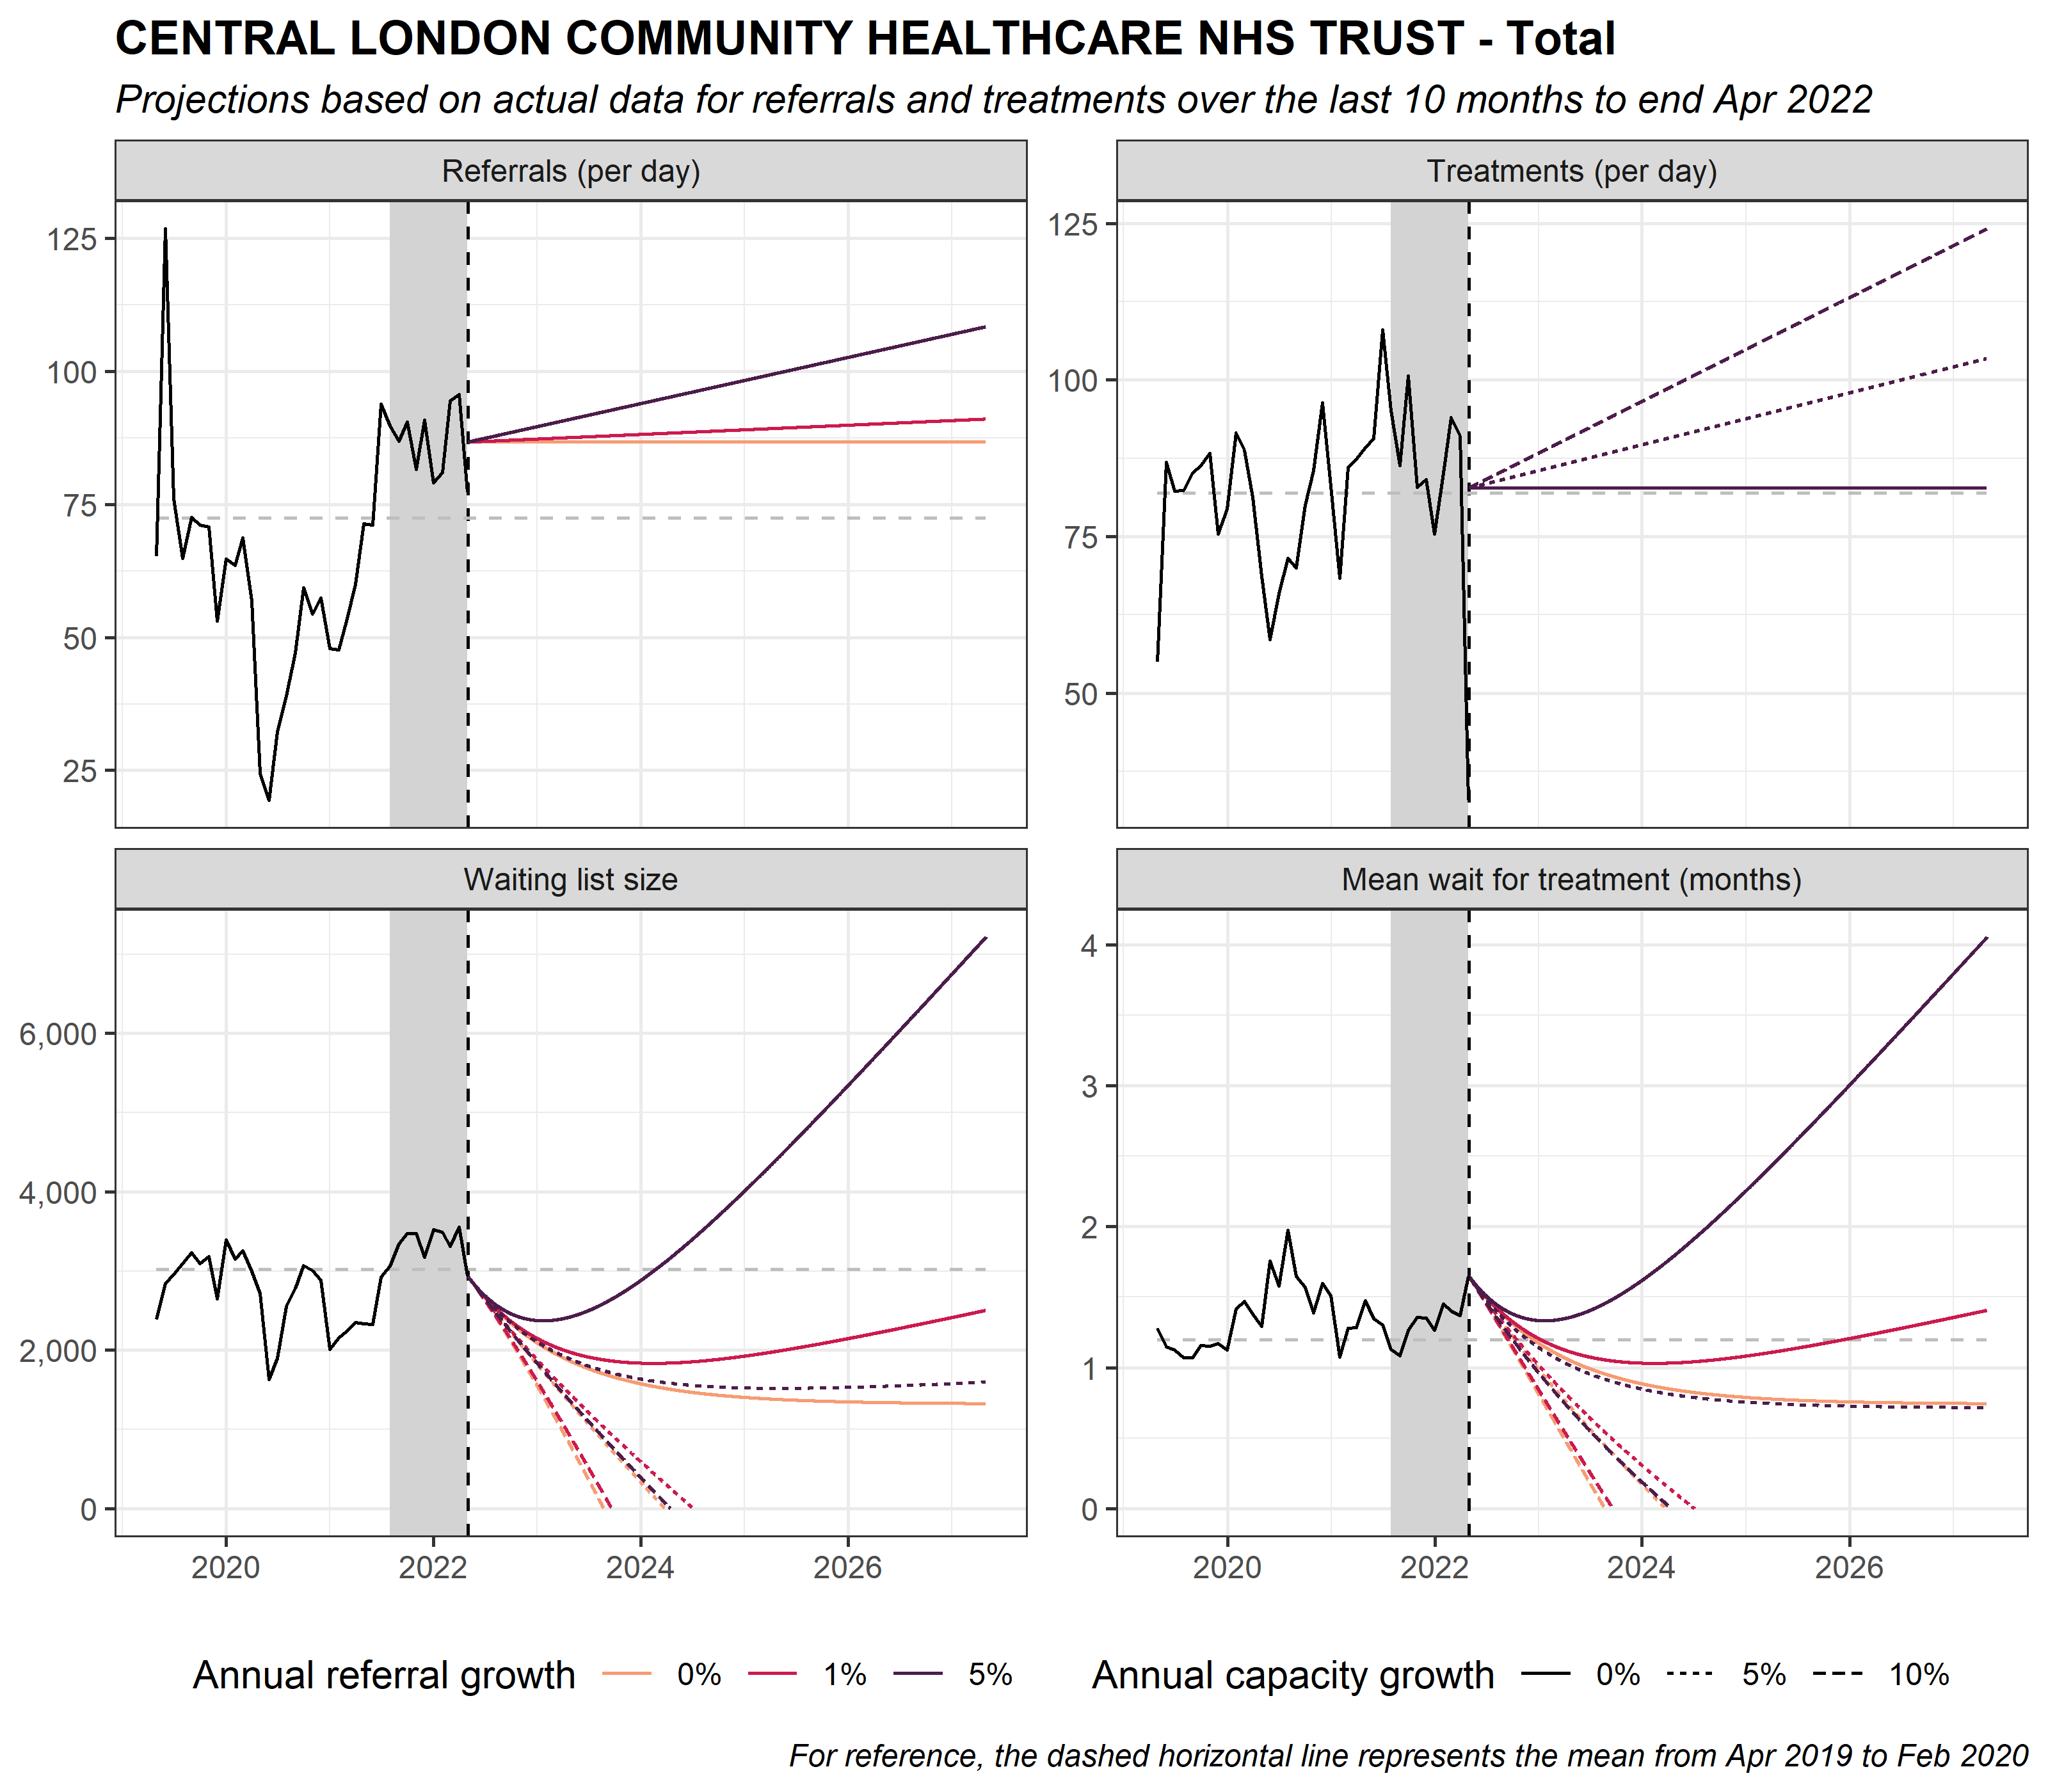 CENTRAL LONDON COMMUNITY HEALTHCARE NHS TRUST - Total
Projections based on actual data for referrals and treatments over the last 10 months to end Apr 2022
Referrals (per day)
125
100
75
50
25
Treatments (per day)
125
100
75
50
Waiting list size
6,000
4,000
2,000
0
2020 2022 2024 2026
Mean wait for treatment (months)
4
3
2
1
0
2020 2022 2024 2026
Annual referral growth 0% 1% 5%
Annual capacity growth 0% 5% 10%
For reference, the dashed horizontal line represents the mean from Apr 2019 to Feb 2020